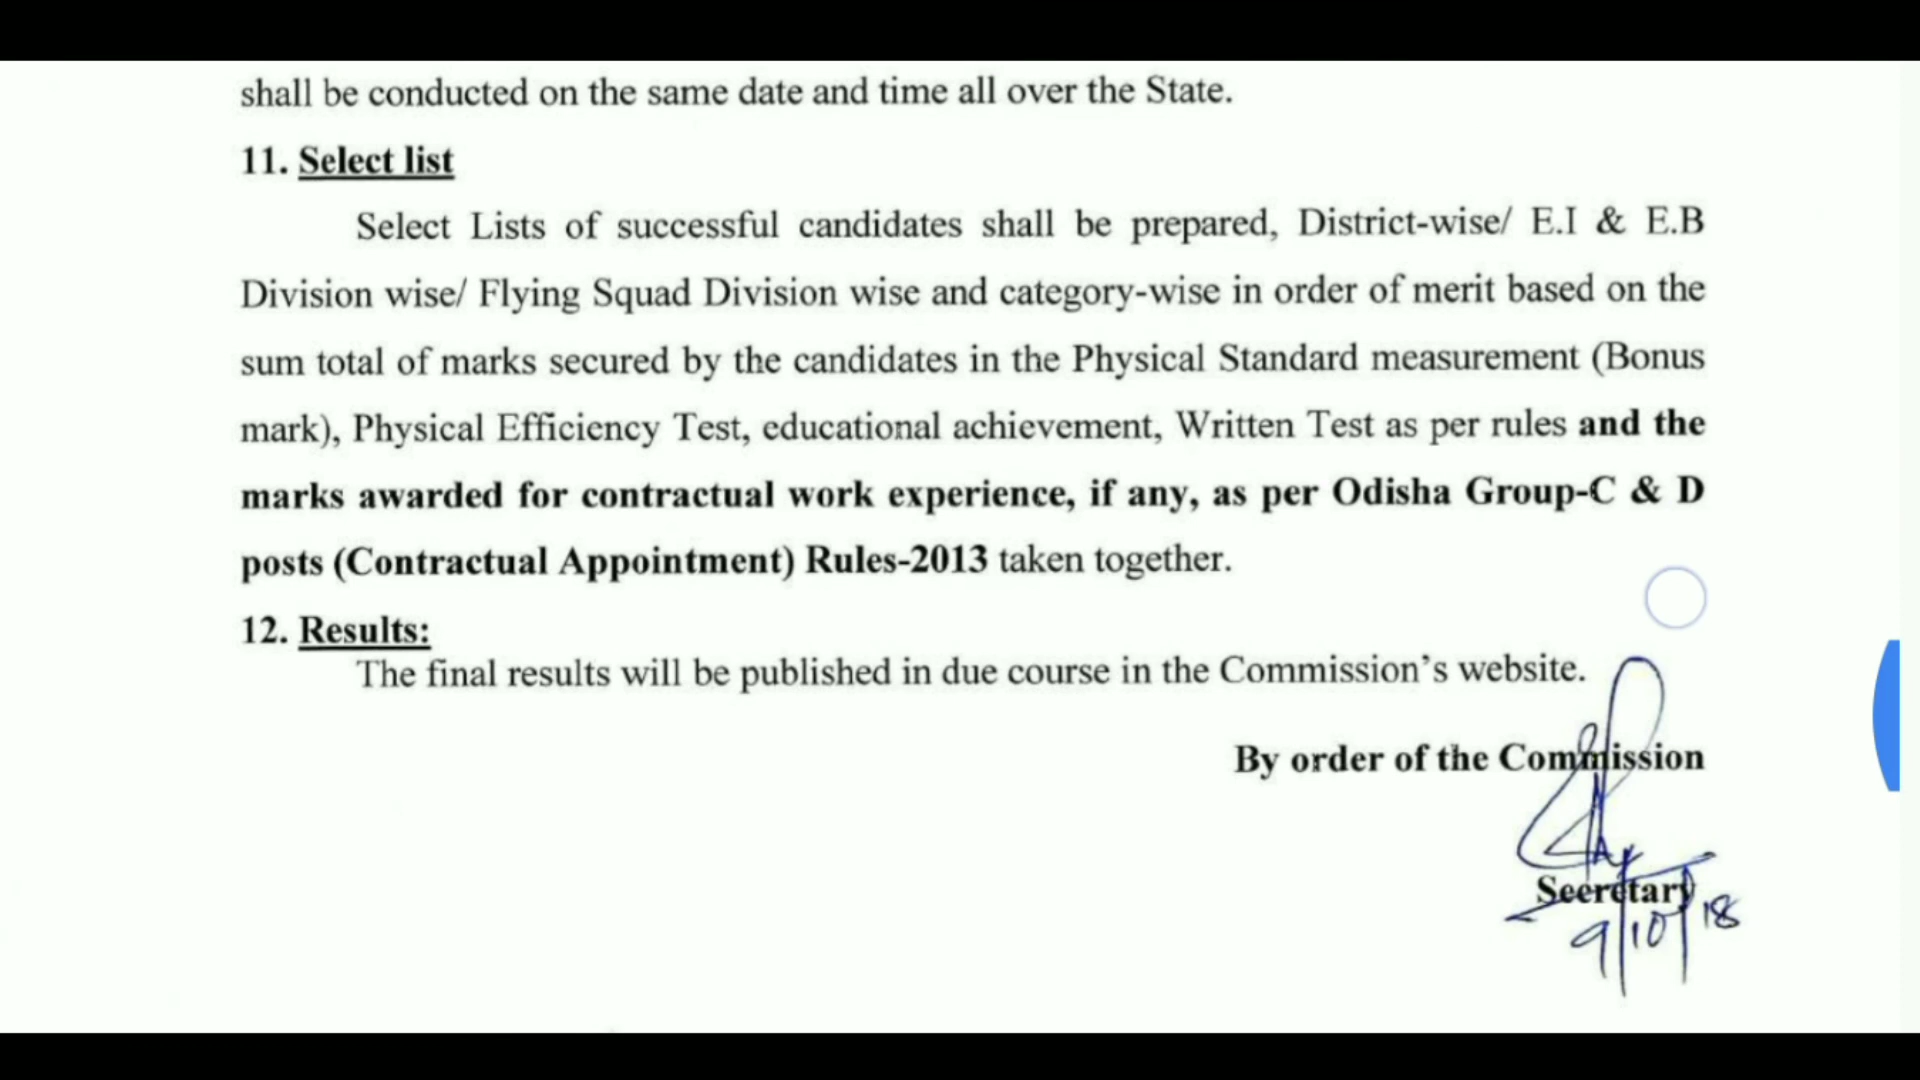 shall be conducted on the same date and time all over the State.
11. Select list
Select Lists of successful candidates shall be prepared, District-wise/ E.I & E.B
Division wise/ Flying Squad Division wise and category-wise in order of merit based on the
sum total of marks secured by the candidates in the Physical Standard measurement (Bonus
mark), Physical Efficiency Test, educational achievement, Written Test as per rules and the
marks awarded for contractual work experience, if any, as per Odisha Group-C & D
posts (Contractual Appointment) Rules-2013 taken together.
12. Results:
The final results will be published in due course in the Commission’s website.
By order of the Commission
Secretary
9/10/18